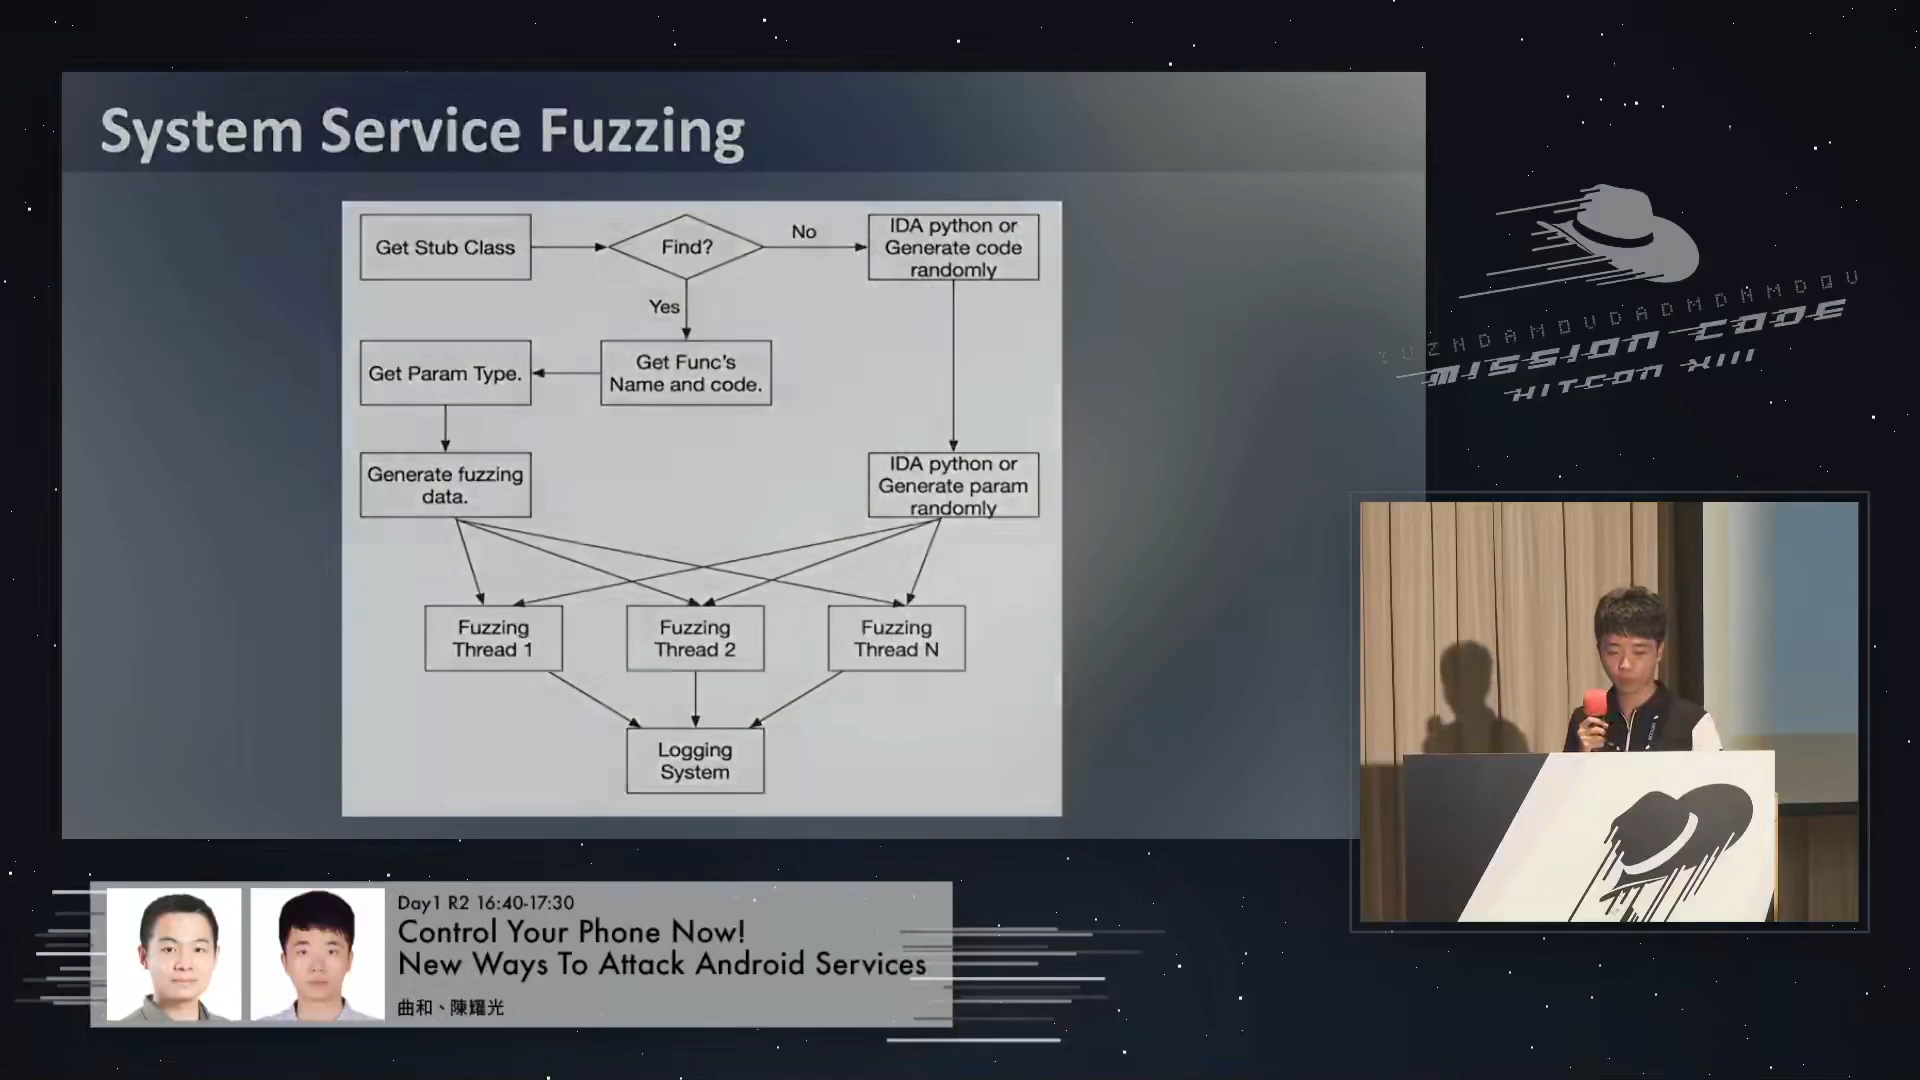 System Service Fuzzing
Get Stub Class
Find?
No
IDA python or
Generate code
randomly
Yes
Get Param Type.
Get Func's
Name and code.
Generate fuzzing
data.
IDA python or
Generate param
randomly
Fuzzing
Thread 1
Fuzzing
Thread 2
Fuzzing
Thread N
Logging
System
MISSION CODE
HITCON XIII
Day1 R2 16:40-17:30
Control Your Phone Now!
New Ways To Attack Android Services
曲和、陳耀光